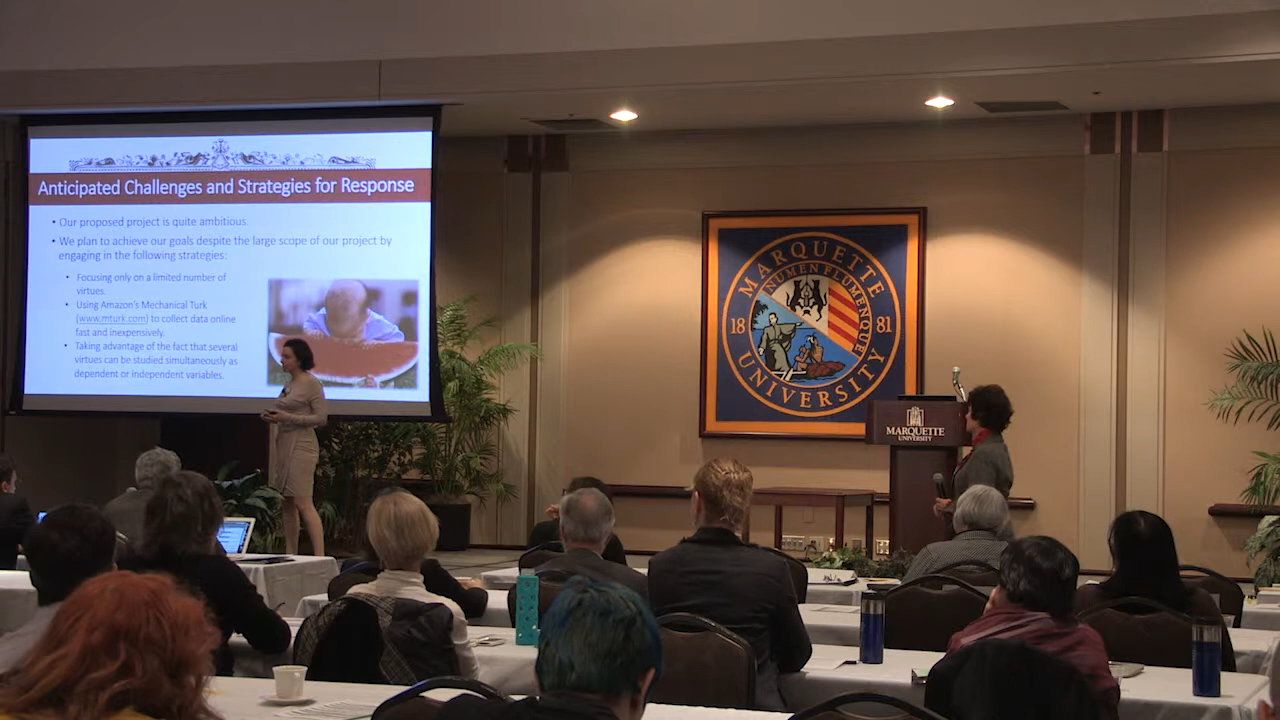 Anticipated Challenges and Strategies for Response
• Our proposed project is quite ambitious.
• We plan to achieve our goals despite the large scope of our project by
engaging in the following strategies:
• Focusing only on a limited number of
virtues.
• Using Amazon's Mechanical Turk
(www.mturk.com) to collect data online
fast and inexpensively.
• Taking advantage of the fact that several
virtues can be studied simultaneously as
dependent or independent variables.
MARQUETTE
NUMEN FLUMENQUE
18 81
UNIVERSITY
MARQUETTE
UNIVERSITY